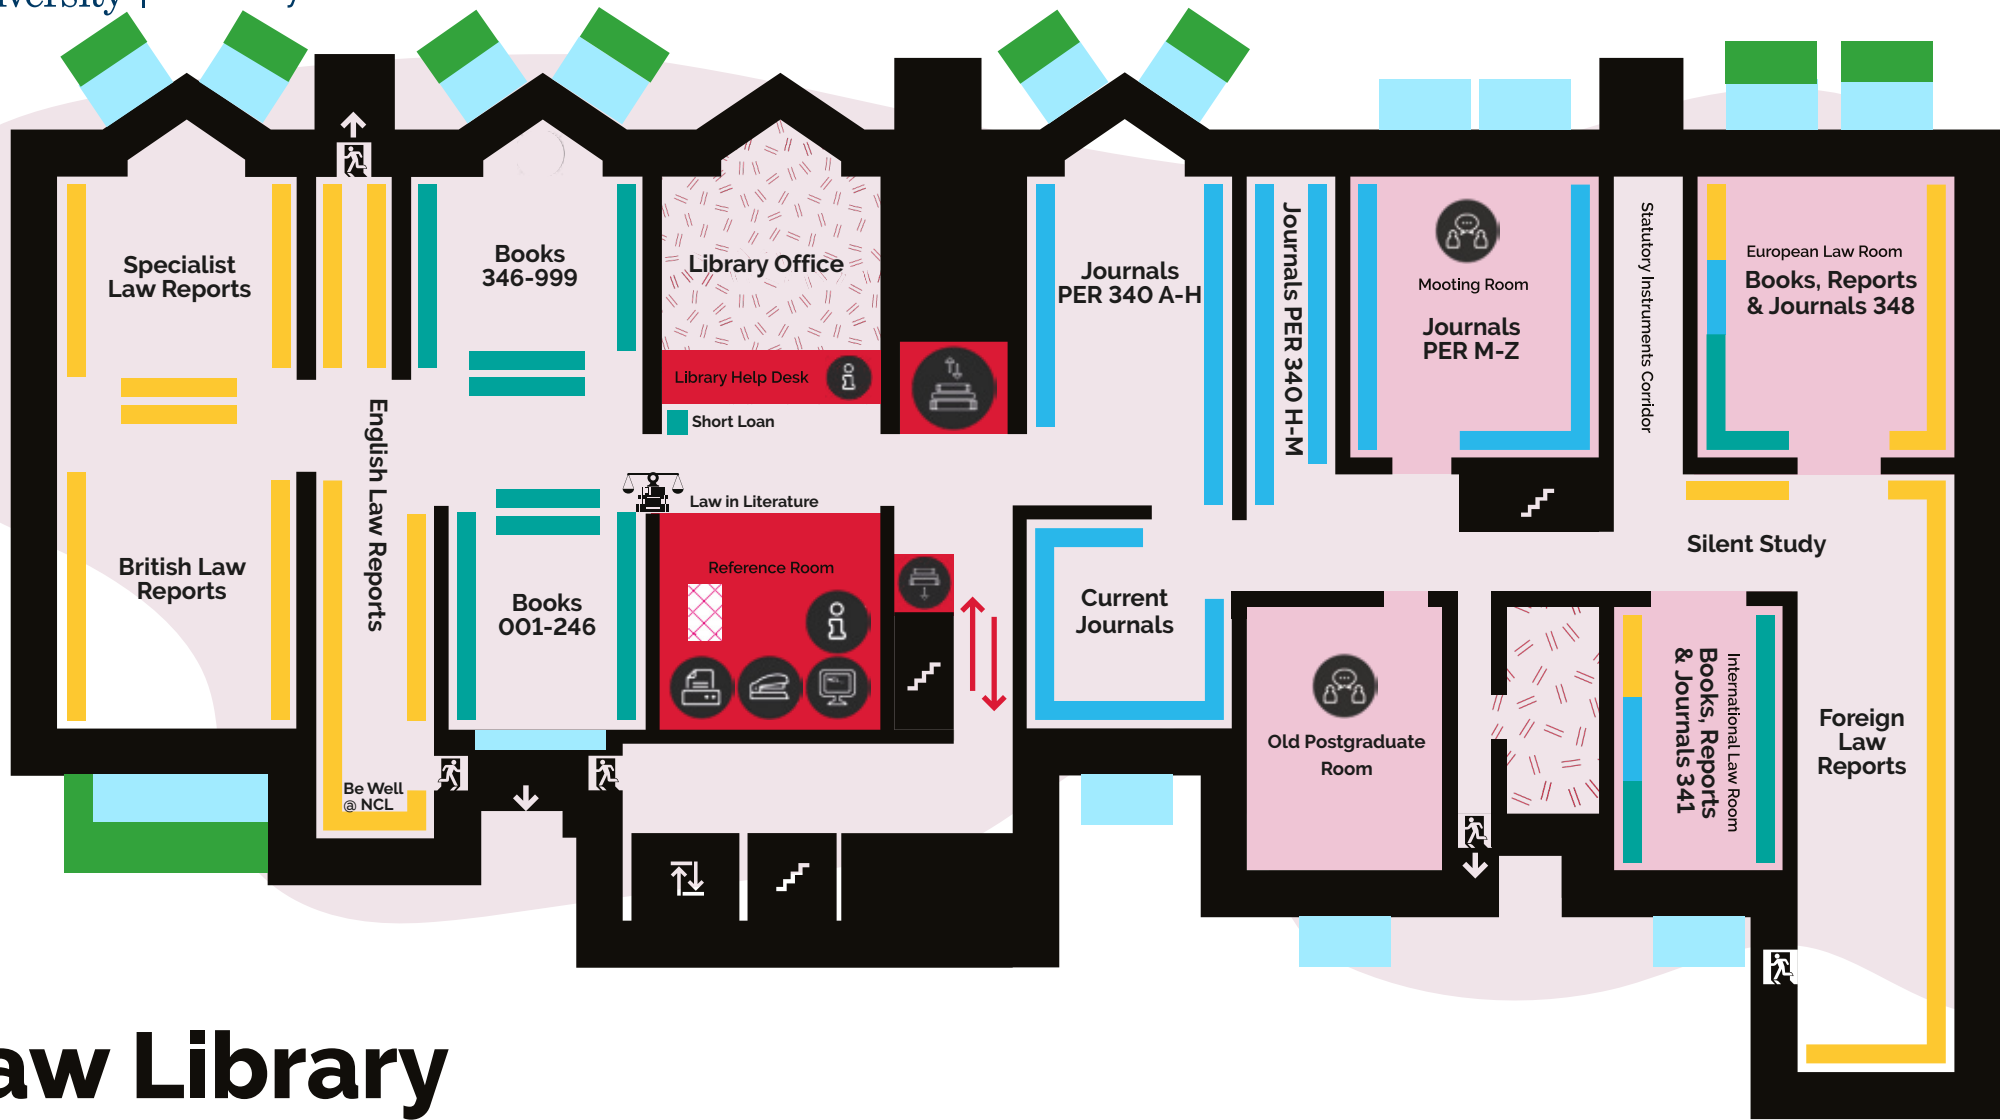 Specialist
Law Reports
British Law
Reports
English Law Reports
Be Well
@ NCL
Books
346-999
Books
001-246
Library Office
Library Help Desk
Short Loan
Law in Literature
Reference Room
Journals
PER 340 A-H
Current
Journals
Journals PER 340 H-M
Mooting Room
Journals
PER M-Z
Statutory Instruments Corridor
European Law Room
Books, Reports
& Journals 348
Silent Study
Old Postgraduate
Room
International Law Room
Books, Reports
& Journals 341
Foreign
Law
Reports
aw Library